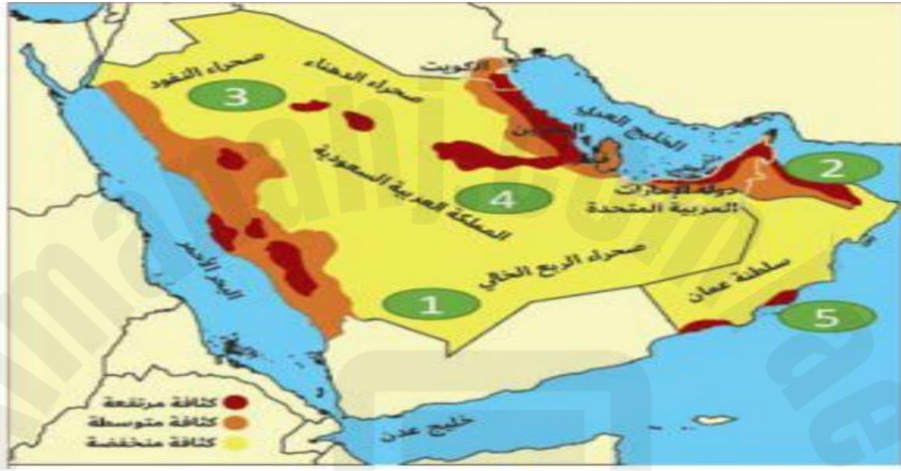 صحراء النفود
3
صحراء الدهناء
الكويت
الخليج العربي
البحرين
2
دولة الإمارات
العربية المتحدة
المملكة العربية السعودية
4
البحر الأحمر
صحراء الربع الخالي
سلطنة عمان
1
5
كثافة مرتفعة
كثافة متوسطة
كثافة منخفضة
خليج عدن